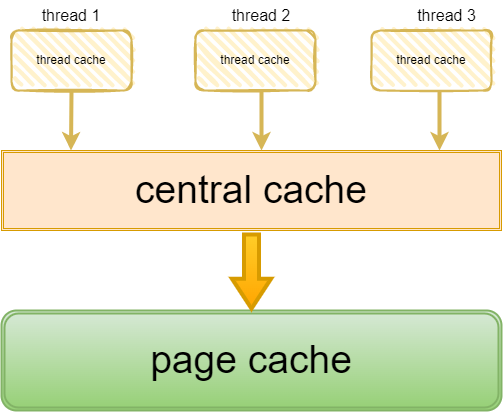 thread 1
thread 2
thread 3
thread cache
thread cache
thread cache
central cache
page cache